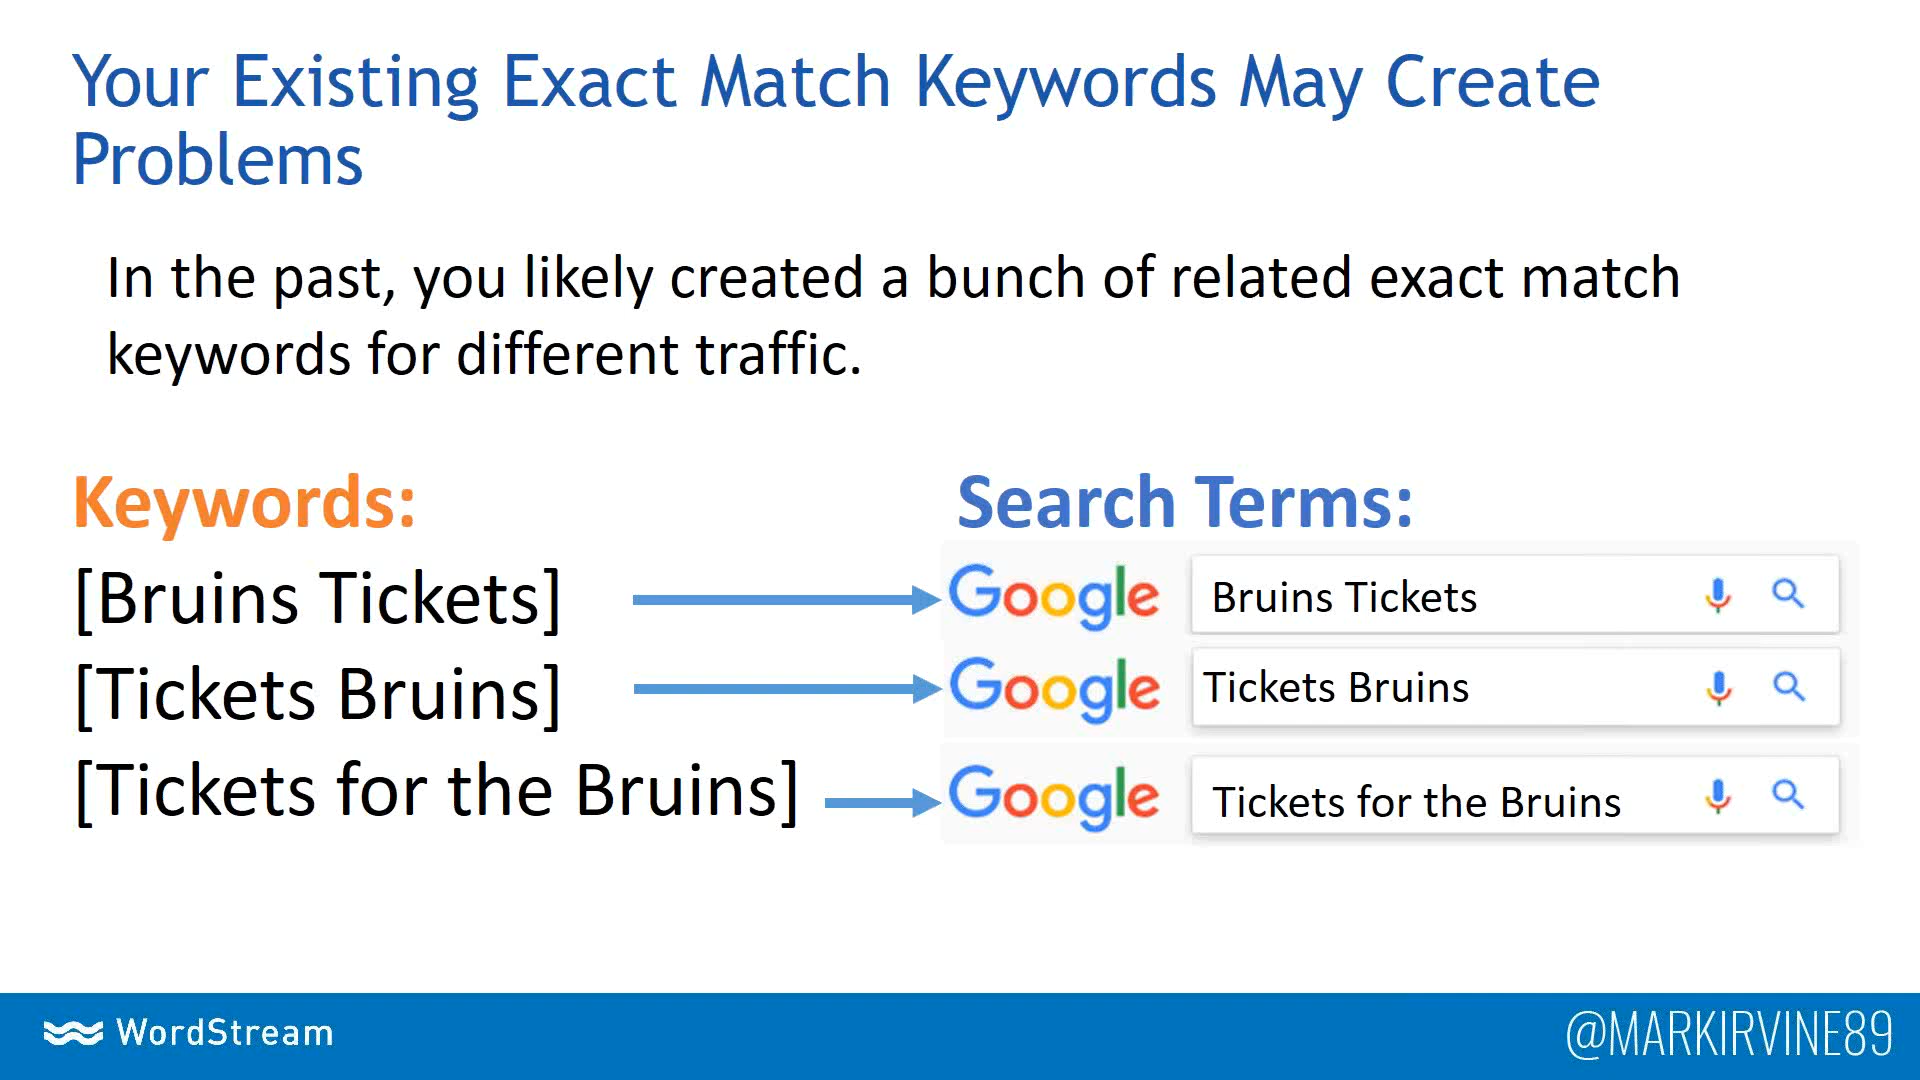 Your Existing Exact Match Keywords May Create
Problems
In the past, you likely created a bunch of related exact match
keywords for different traffic.
Keywords:
Search Terms:
[Bruins Tickets]
Google
Bruins Tickets
[Tickets Bruins]
Google
Tickets Bruins
[Tickets for the Bruins]
Google
Tickets for the Bruins
WordStream
@MARKIRVINE89